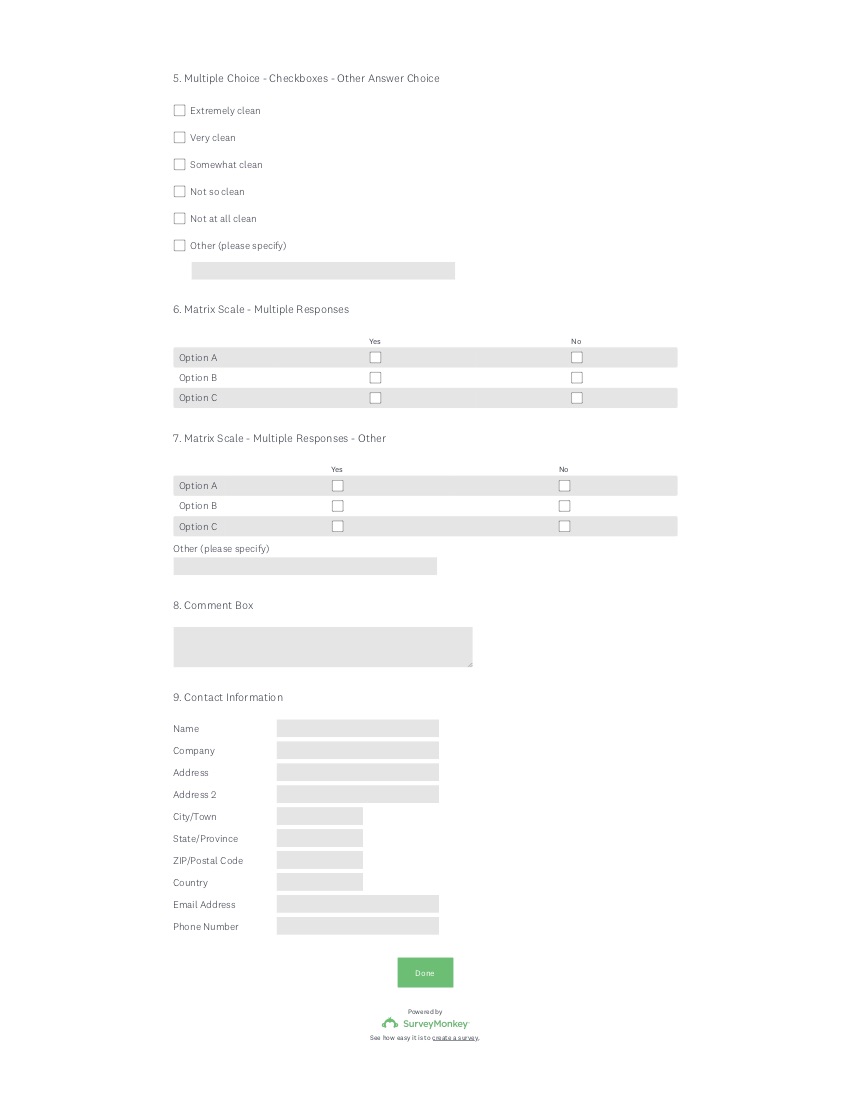 5. Multiple Choice - Checkboxes - Other Answer Choice
Extremely clean
Very clean
Somewhat clean
Not so clean
Not at all clean
Other (please specify)
6. Matrix Scale - Multiple Responses
Yes No
Option A
Option B
Option C
7. Matrix Scale - Multiple Responses - Other
Yes No
Option A
Option B
Option C
Other (please specify)
8. Comment Box
9. Contact Information
Name
Company
Address
Address 2
City/Town
State/Province
ZIP/Postal Code
Country
Email Address
Phone Number
Done
Powered by
SurveyMonkey
See how easy it is to create a survey.